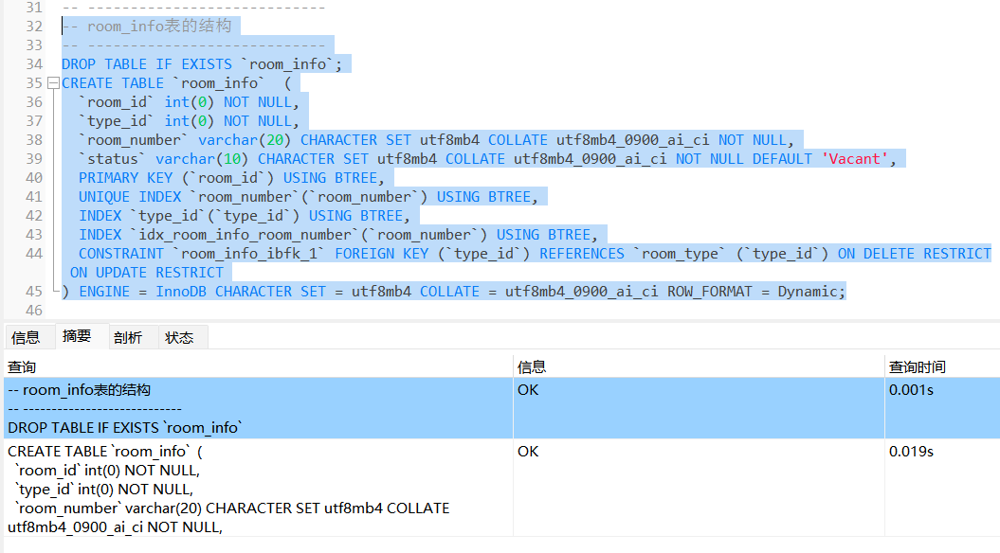 31 -- ----------------------------
32 -- room_info表的结构
33 -- ----------------------------
34 DROP TABLE IF EXISTS `room_info`;
35 CREATE TABLE `room_info`  (
36   `room_id` int(0) NOT NULL,
37   `type_id` int(0) NOT NULL,
38   `room_number` varchar(20) CHARACTER SET utf8mb4 COLLATE utf8mb4_0900_ai_ci NOT NULL,
39   `status` varchar(10) CHARACTER SET utf8mb4 COLLATE utf8mb4_0900_ai_ci NOT NULL DEFAULT 'Vacant',
40   PRIMARY KEY (`room_id`) USING BTREE,
41   UNIQUE INDEX `room_number`(`room_number`) USING BTREE,
42   INDEX `type_id`(`type_id`) USING BTREE,
43   INDEX `idx_room_info_room_number`(`room_number`) USING BTREE,
44   CONSTRAINT `room_info_ibfk_1` FOREIGN KEY (`type_id`) REFERENCES `room_type` (`type_id`) ON DELETE RESTRICT
ON UPDATE RESTRICT
45 ) ENGINE = InnoDB CHARACTER SET = utf8mb4 COLLATE = utf8mb4_0900_ai_ci ROW_FORMAT = Dynamic;
46
信息 摘要 剖析 状态
查询 信息 查询时间
-- room_info表的结构 OK 0.001s
-- ----------------------------
DROP TABLE IF EXISTS `room_info`
CREATE TABLE `room_info`  ( OK 0.019s
`room_id` int(0) NOT NULL,
`type_id` int(0) NOT NULL,
`room_number` varchar(20) CHARACTER SET utf8mb4 COLLATE
utf8mb4_0900_ai_ci NOT NULL,